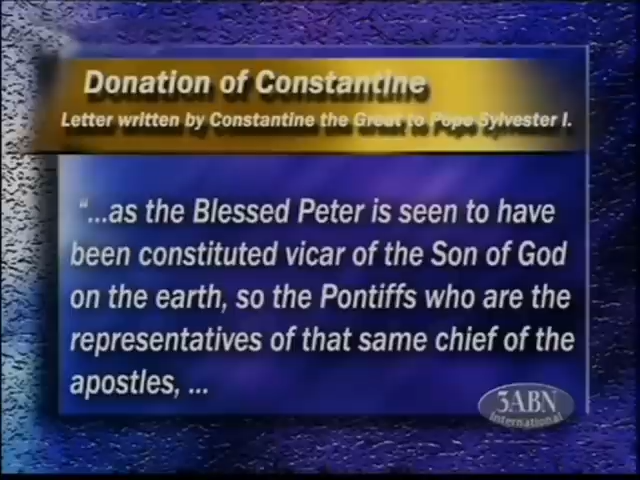 Donation of Constantine
Letter written by Constantine the Great to Pope Sylvester I.
"...as the Blessed Peter is seen to have
been constituted vicar of the Son of God
on the earth, so the Pontiffs who are the
representatives of that same chief of the
apostles, ...
3ABN
International